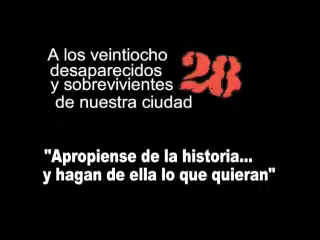 A los veintiocho
desaparecidos
y sobrevivientes
de nuestra ciudad
28
"Apropiense de la historia...
y hagan de ella lo que quieran"